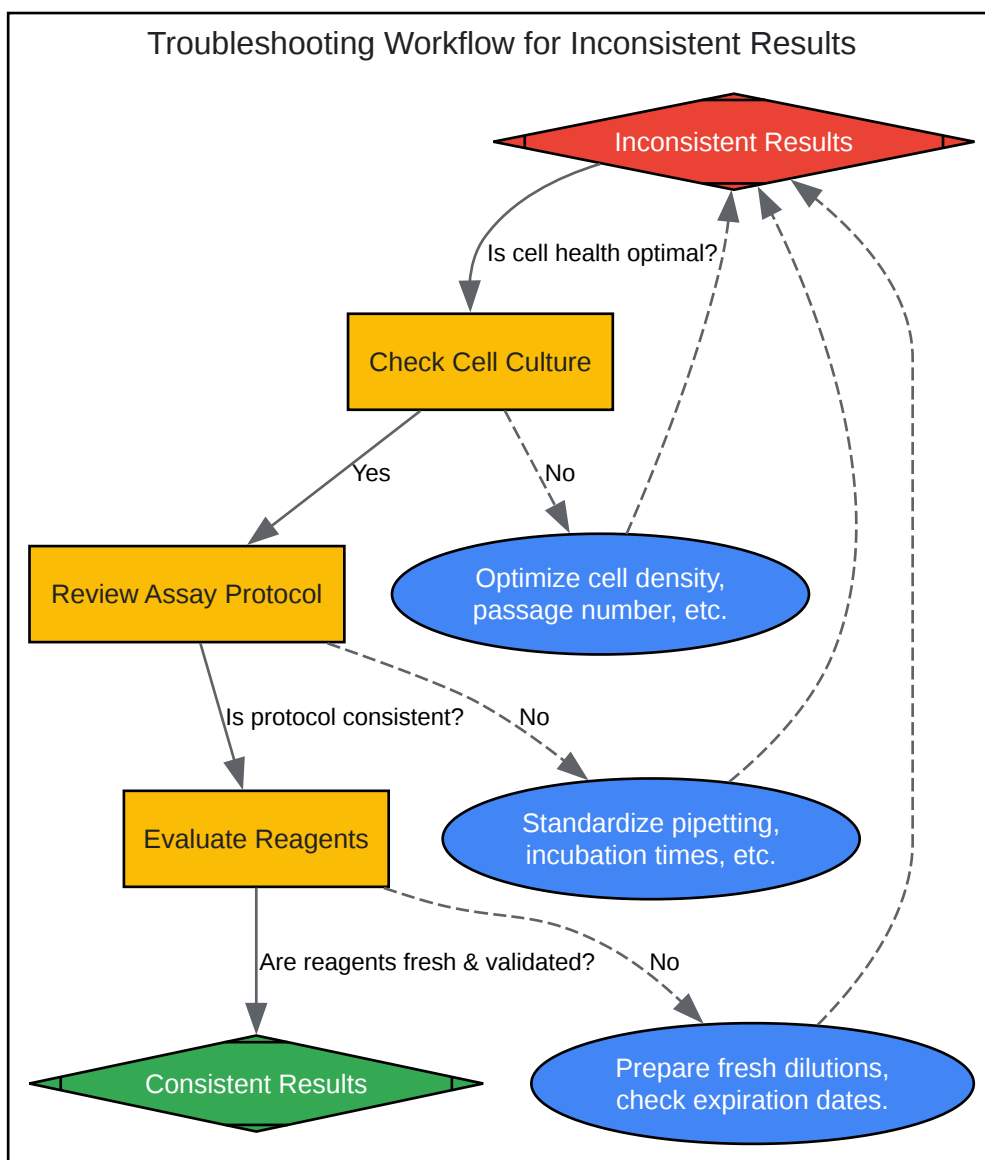 Troubleshooting Workflow for Inconsistent Results
Inconsistent Results
Is cell health optimal?
Check Cell Culture
Yes
No
Review Assay Protocol
Optimize cell density,
passage number, etc.
Is protocol consistent?
No
Evaluate Reagents
Standardize pipetting,
incubation times, etc.
Are reagents fresh & validated?
No
Consistent Results
Prepare fresh dilutions,
check expiration dates.